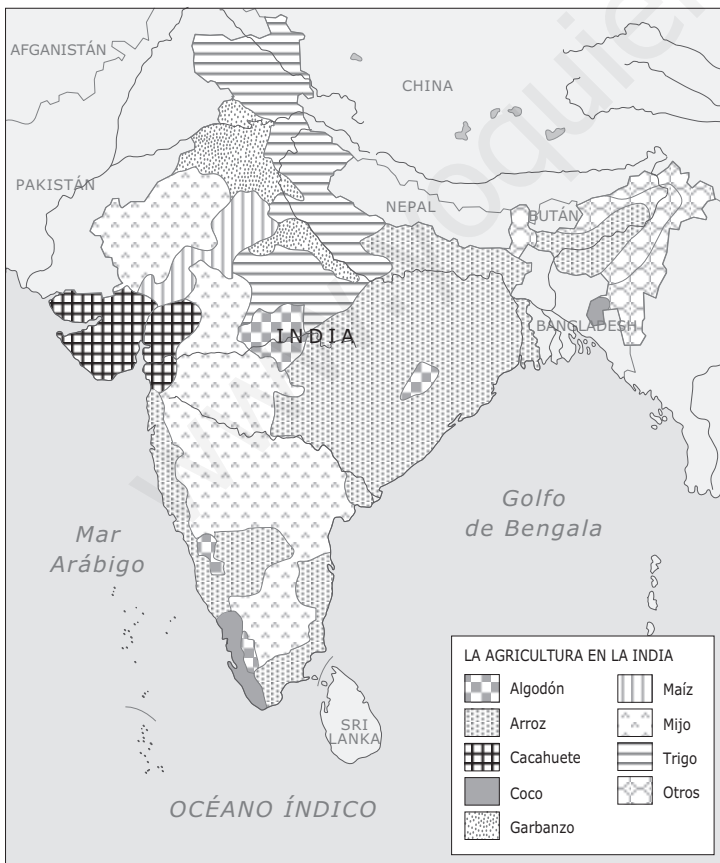 AFGANISTÁN
CHINA
PAKISTÁN
NEPAL
BUTÁN
INDIA
BANGLADESH
Golfo
de Bengala
Mar
Arábigo
SRI
LANKA
OCÉANO ÍNDICO
LA AGRICULTURA EN LA INDIA
Algodón
Arroz
Cacahuete
Coco
Garbanzo
Maíz
Mijo
Trigo
Otros